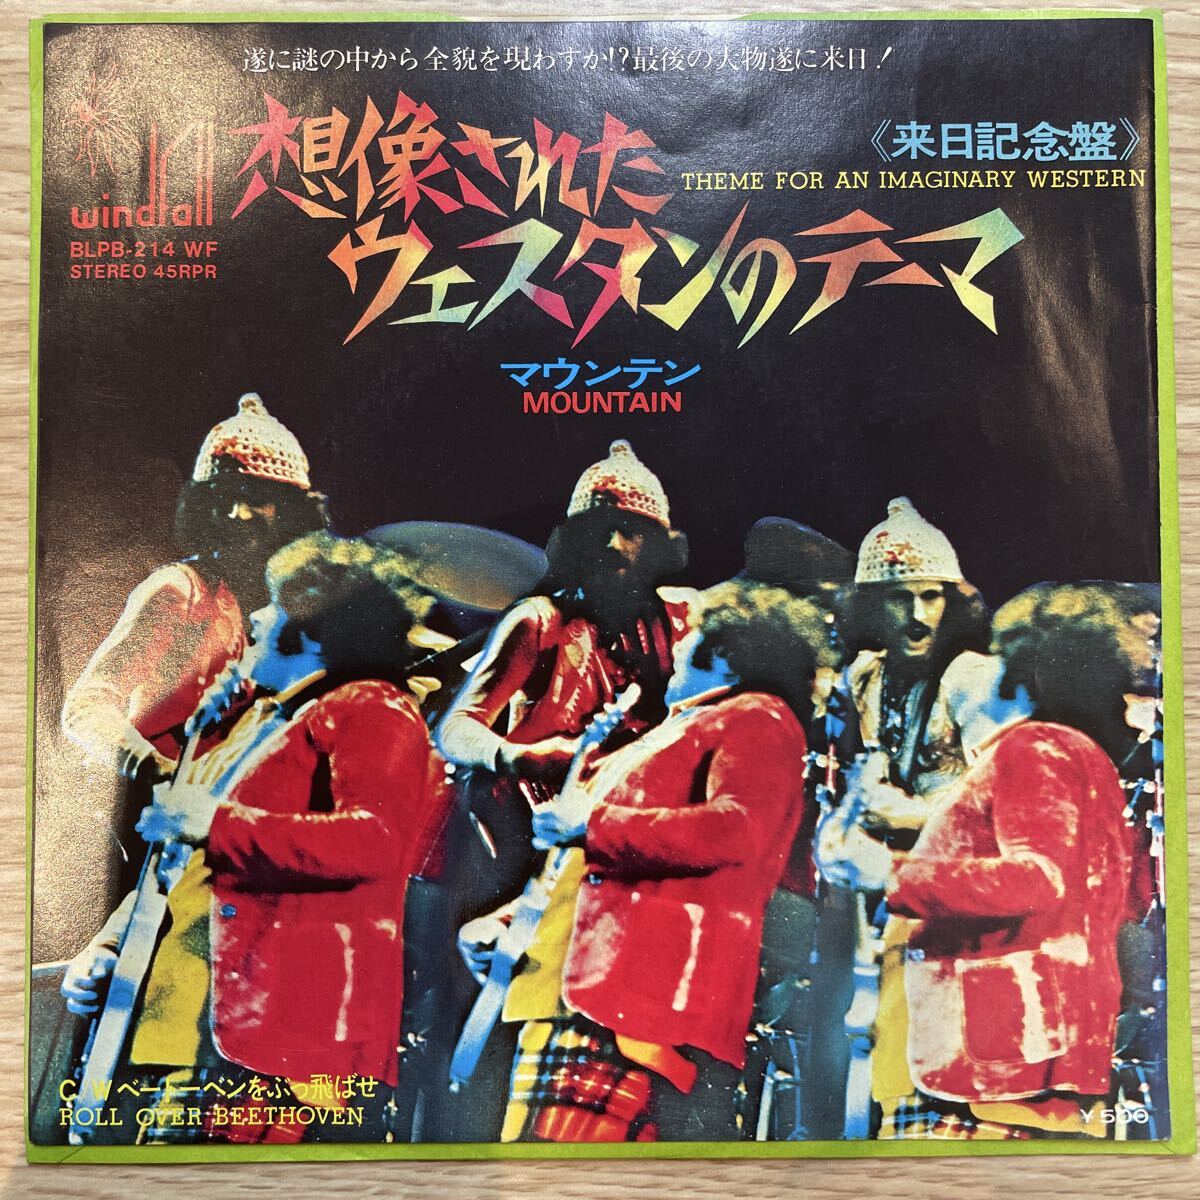 遂に謎の中から全貌を現わすか!?最後の大物遂に来日!
windfall
BLPB-214 WF
STEREO 45RPR
想像された
ウェスタンのテーマ
《来日記念盤》
THEME FOR AN IMAGINARY WESTERN
マウンテン
MOUNTAIN
C/W ベートーベンをぶっ飛ばせ
ROLL OVER BEETHOVEN
￥500